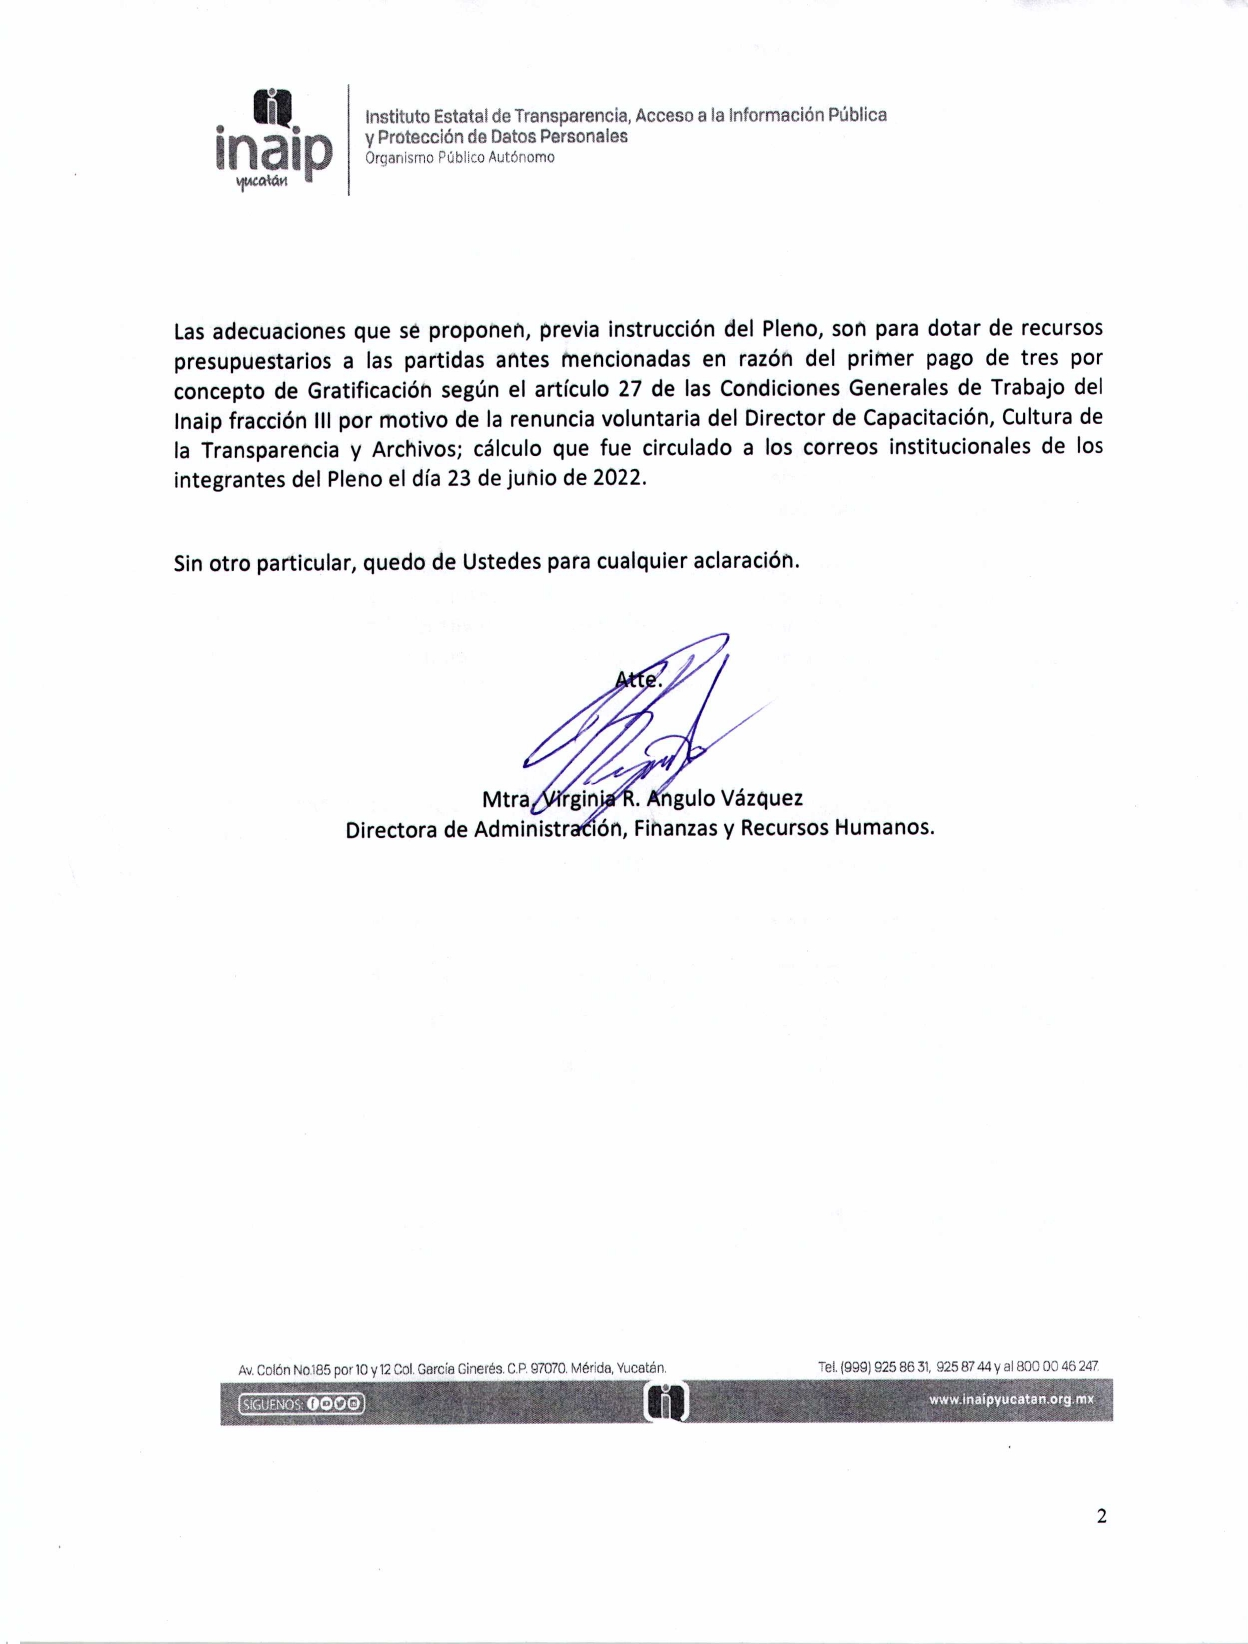 inaip
yucatán
Instituto Estatal de Transparencia, Acceso a la Información Pública
y Protección de Datos Personales
Organismo Público Autónomo
Las adecuaciones que se proponen, previa instrucción del Pleno, son para dotar de recursos
presupuestarios a las partidas antes mencionadas en razón del primer pago de tres por
concepto de Gratificación según el artículo 27 de las Condiciones Generales de Trabajo del
Inaip fracción III por motivo de la renuncia voluntaria del Director de Capacitación, Cultura de
la Transparencia y Archivos; cálculo que fue circulado a los correos institucionales de los
integrantes del Pleno el día 23 de junio de 2022.
Sin otro particular, quedo de Ustedes para cualquier aclaración.
Atte.
Mtra. Virginia R. Angulo Vázquez
Directora de Administración, Finanzas y Recursos Humanos.
Av. Colón No.185 por 10 y 12 Col. García Ginerés. C.P. 97070. Mérida, Yucatán.
Tel. (999) 925 86 31, 925 87 44 y al 800 00 46 247.
SÍGUENOS:
www.inaipyucatan.org.mx
2